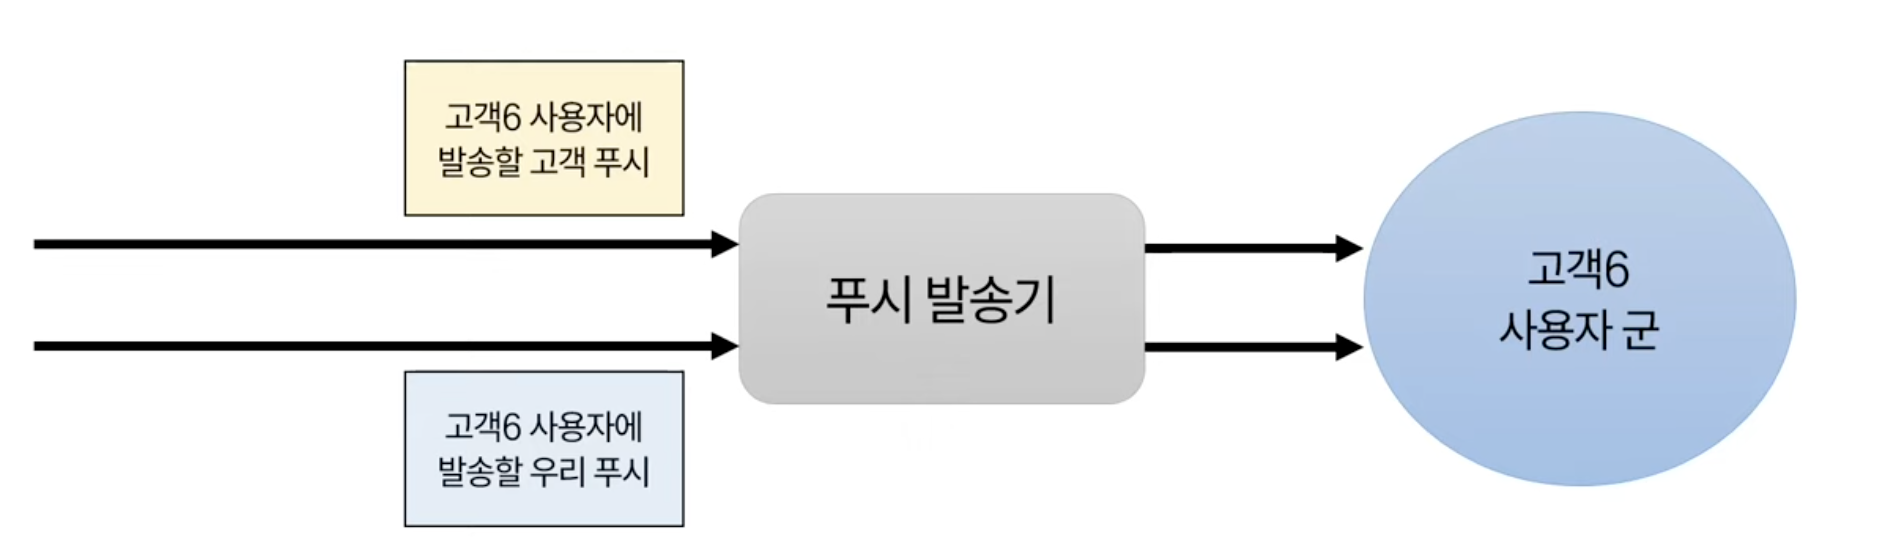 고객6 사용자에
발송할 고객 푸시
푸시 발송기
고객6
사용자 군
고객6 사용자에
발송할 우리 푸시